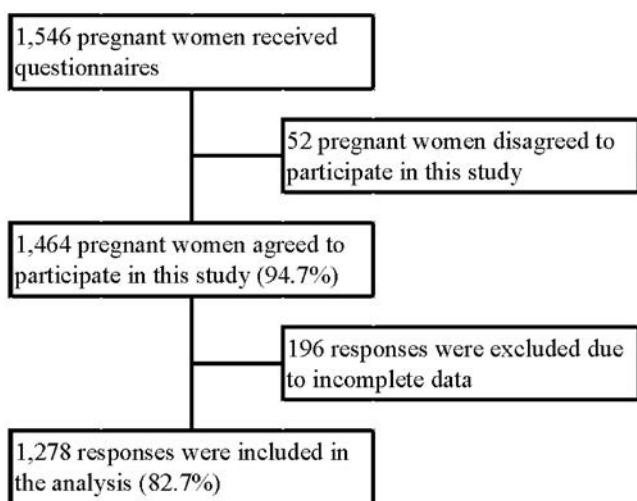 1,546 pregnant women received
questionnaires
52 pregnant women disagreed to
participate in this study
1,464 pregnant women agreed to
participate in this study (94.7%)
196 responses were excluded due
to incomplete data
1,278 responses were included in
the analysis (82.7%)